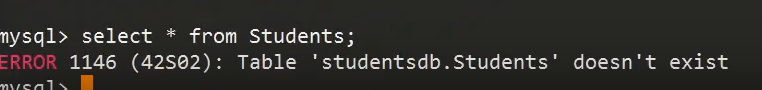 mysql> select * from Students;
ERROR 1146 (42S02): Table 'studentsdb.Students' doesn't exist
mysql>